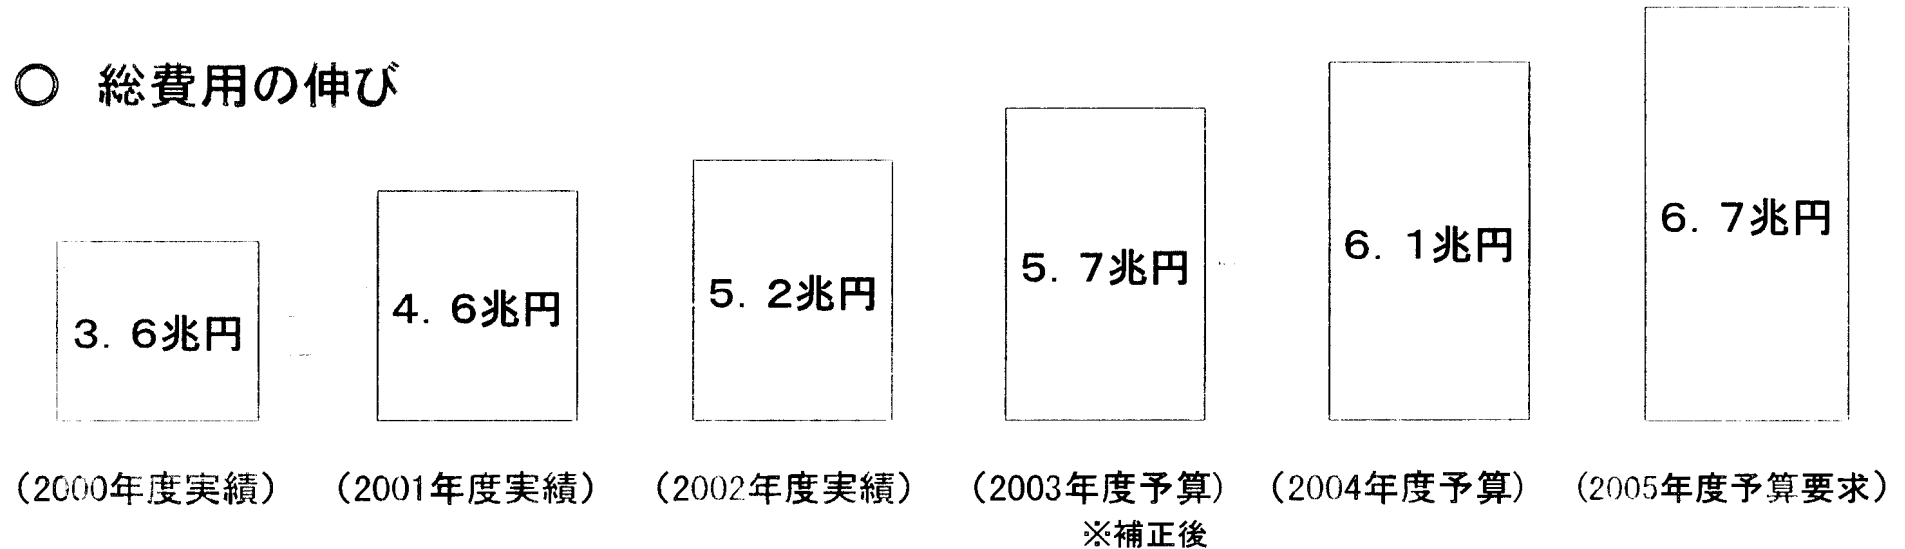 ○ 総費用の伸び
3．6兆円
4．6兆円
5．2兆円
5．7兆円
6．1兆円
6．7兆円
（2000年度実績）
（2001年度実績）
（2002年度実績）
（2003年度予算）
※補正後
（2004年度予算）
（2005年度予算要求）